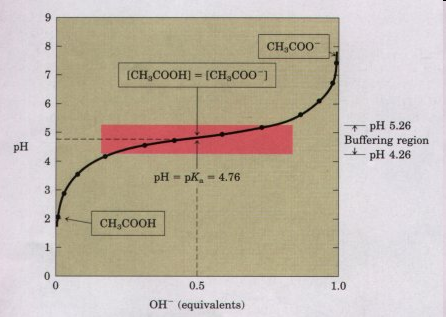 9
8
7
6
5
4
3
2
1
0
pH
CH₃COO⁻
[CH₃COOH] = [CH₃COO⁻]
pH 5.26
Buffering region
pH 4.26
pH = pKₐ = 4.76
CH₃COOH
0
0.5
1.0
OH⁻ (equivalents)